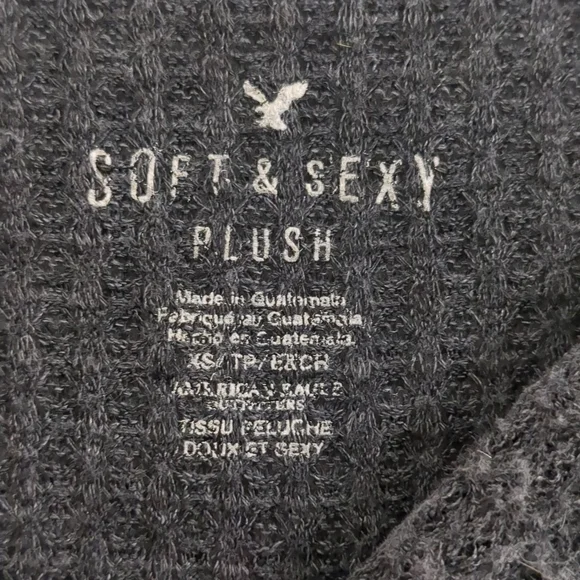 SOFT & SEXY
PLUSH
Made in Guatemala
Fabriqué au Guatemala
Hecho en Guatemala
XS/TP/ECH
AMERICAN EAGLE
OUTFITTERS
TISSU PELUCHE
DOUX ET SEXY